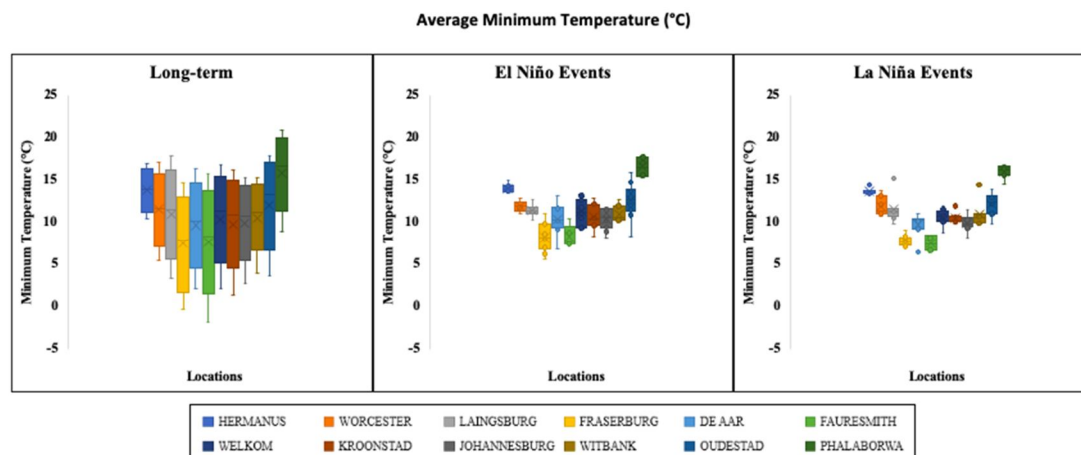 Average Minimum Temperature (°C)
Long-term
El Niño Events
La Niña Events
Minimum Temperature (°C)
25
20
15
10
5
0
-5
Locations
Minimum Temperature (°C)
25
20
15
10
5
0
-5
Locations
Minimum Temperature (°C)
25
20
15
10
5
0
-5
Locations
HERMANUS WORCESTER LAINGSBURG FRASERBURG DE AAR FAURESMITH
WELKOM KROONSTAD JOHANNESBURG WITBANK OUDESTAD PHALABORWA